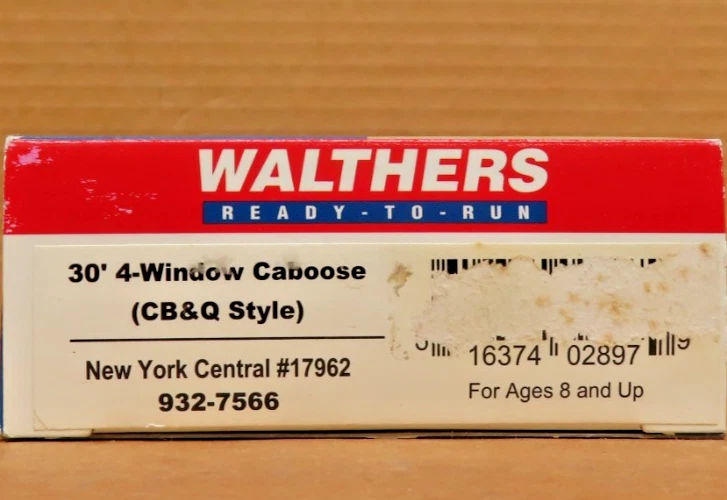 WALTHERS
READY-TO-RUN
30' 4-Window Caboose
(CB&Q Style)
New York Central #17962
932-7566
16374 02897 9
For Ages 8 and Up